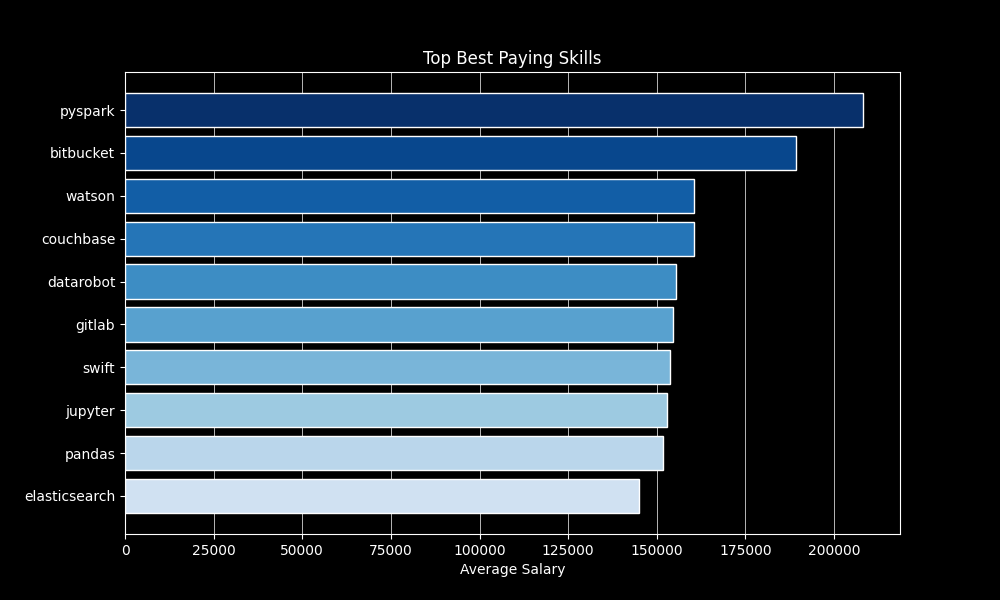 Top Best Paying Skills
pyspark
bitbucket
watson
couchbase
datarobot
gitlab
swift
jupyter
pandas
elasticsearch
0 25000 50000 75000 100000 125000 150000 175000 200000
Average Salary